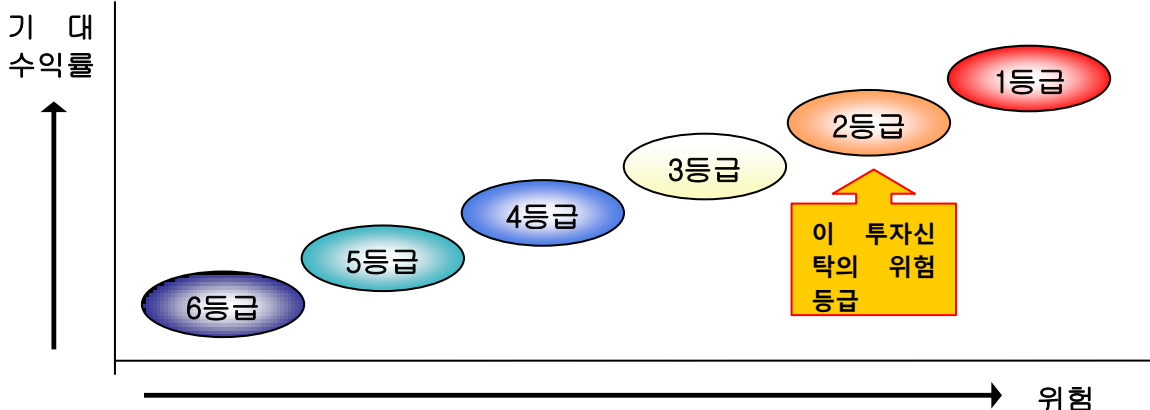 기 대
수익률
1등급
2등급
3등급
4등급
5등급
6등급
이 투자신
탁의 위험
등급
위험